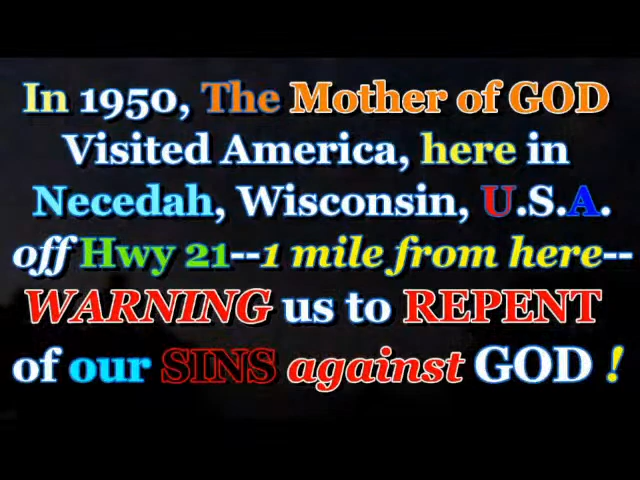 In 1950, The Mother of GOD
Visited America, here in
Necedah, Wisconsin, U.S.A.
off Hwy 21--1 mile from here--
WARNING us to REPENT
of our SINS against GOD !